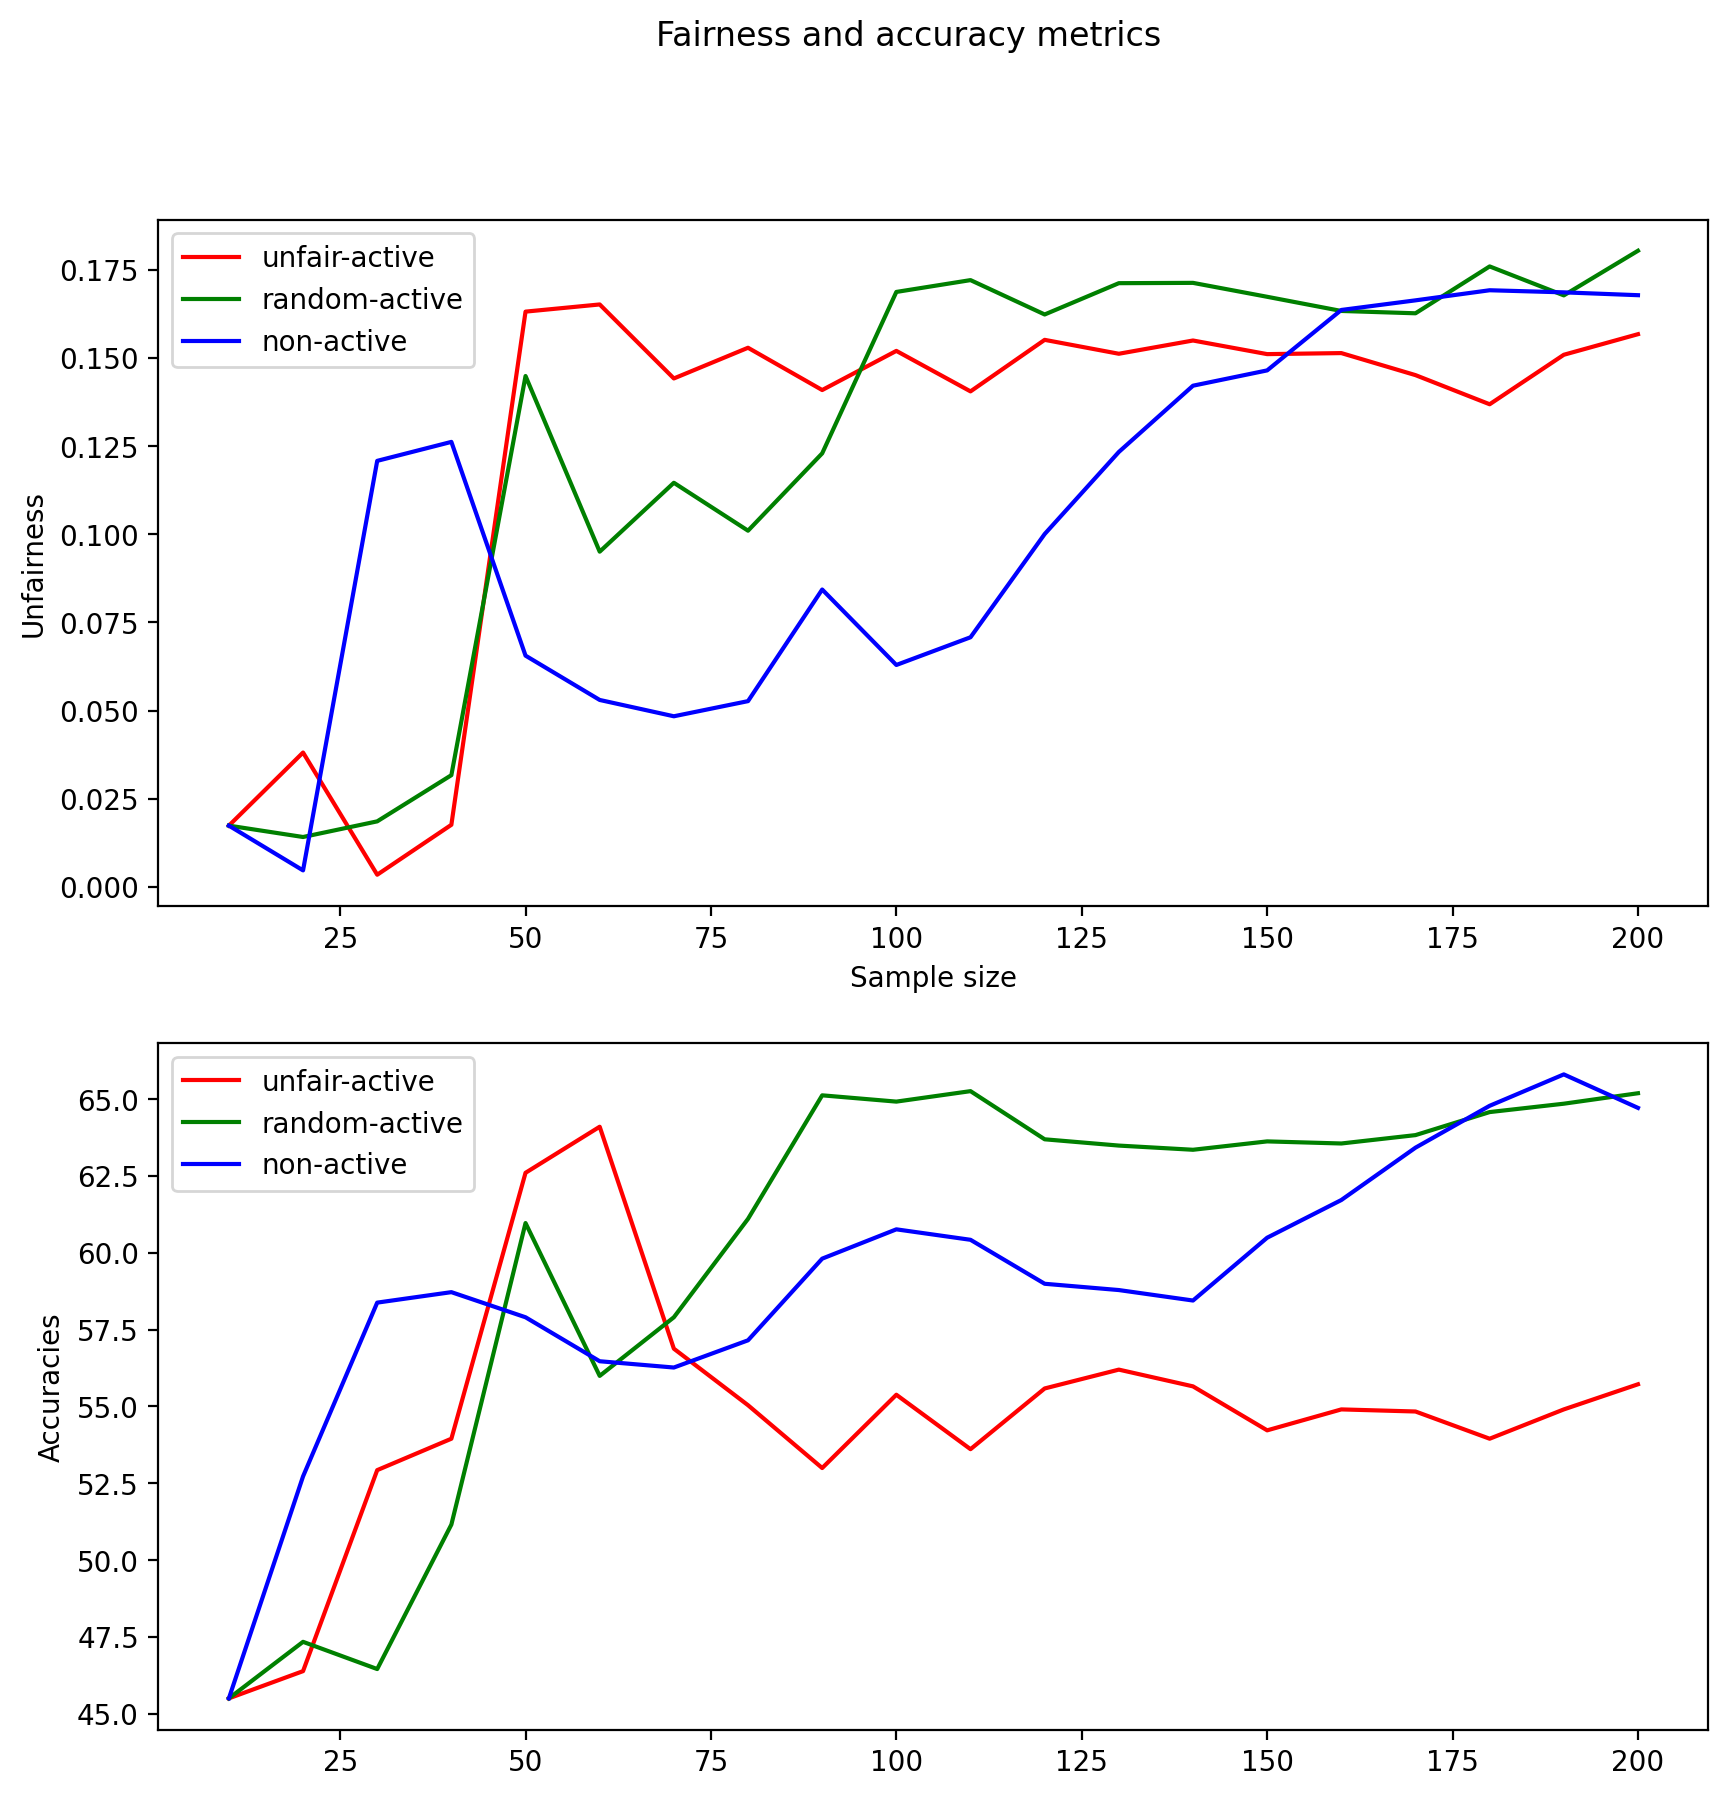 Fairness and accuracy metrics
unfair-active
random-active
non-active
0.175
0.150
0.125
0.100
0.075
0.050
0.025
0.000
Unfairness
25 50 75 100 125 150 175 200
Sample size
unfair-active
random-active
non-active
65.0
62.5
60.0
57.5
55.0
52.5
50.0
47.5
45.0
Accuracies
25 50 75 100 125 150 175 200